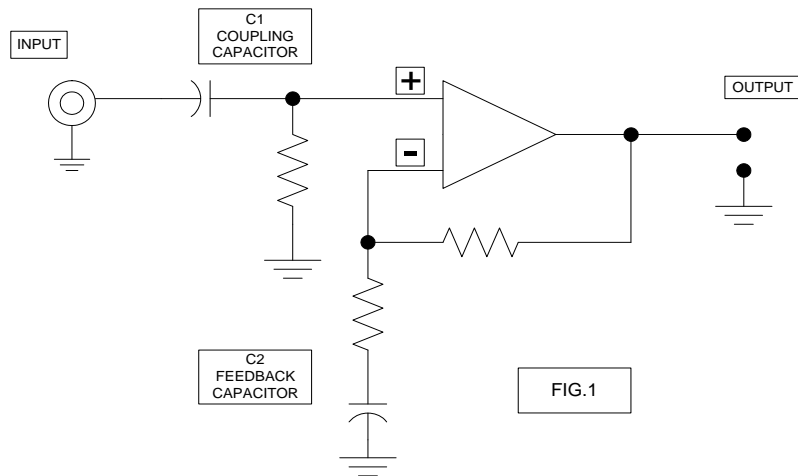 C1
COUPLING
CAPACITOR
INPUT
+
OUTPUT
-
C2
FEEDBACK
CAPACITOR
FIG.1